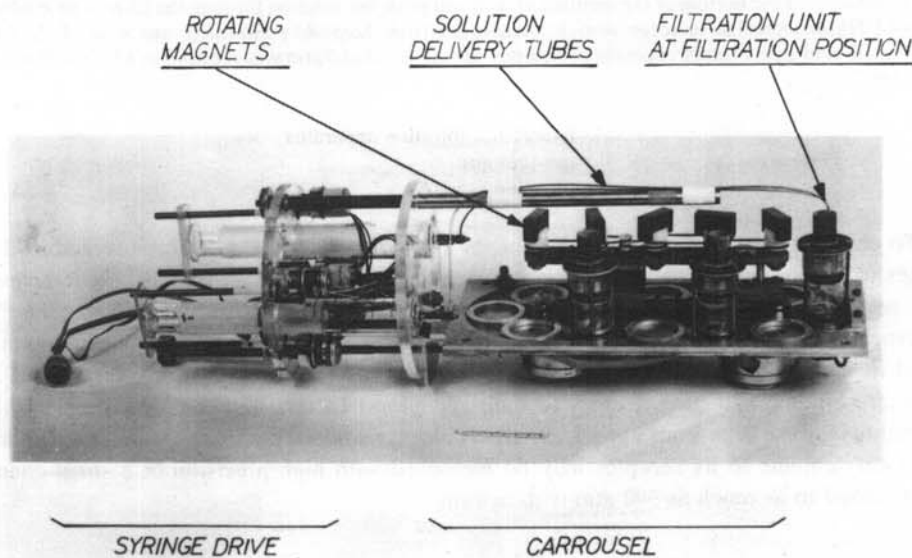 ROTATING
MAGNETS
SOLUTION
DELIVERY TUBES
FILTRATION UNIT
AT FILTRATION POSITION
SYRINGE DRIVE
CARROUSEL